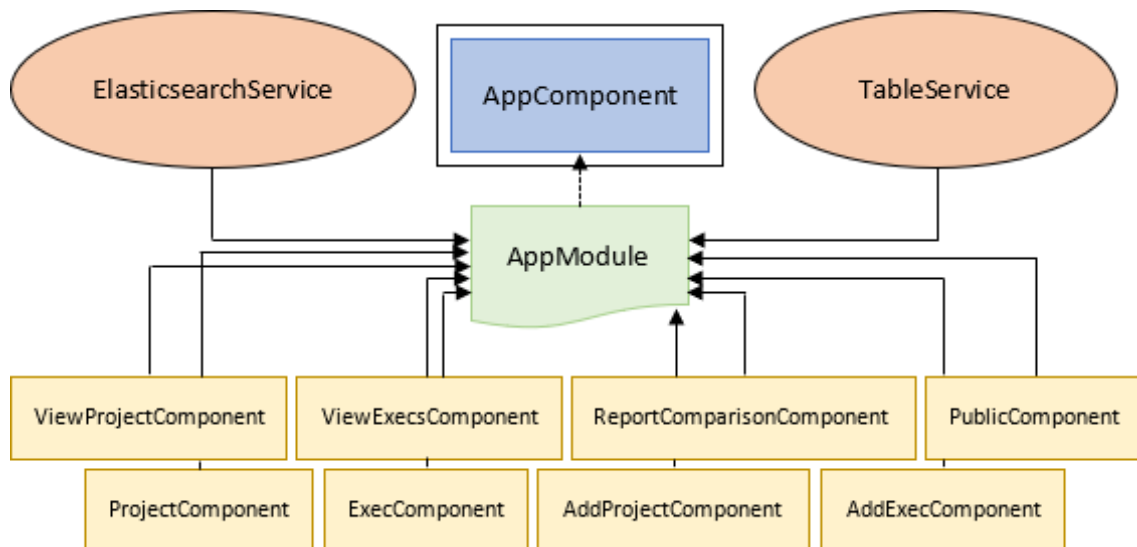 ElasticsearchService
AppComponent
TableService
AppModule
ViewProjectComponent
ViewExecsComponent
ReportComparisonComponent
PublicComponent
ProjectComponent
ExecComponent
AddProjectComponent
AddExecComponent